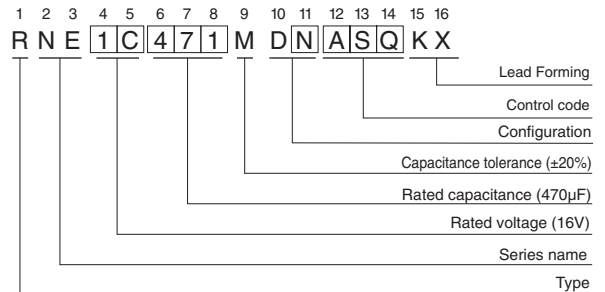 1 2 3 4 5 6 7 8 9 10 11 12 13 14 15 16
R N E 1 C 4 7 1 M D N A S Q K X
Lead Forming
Control code
Configuration
Capacitance tolerance (±20%)
Rated capacitance (470µF)
Rated voltage (16V)
Series name
Type